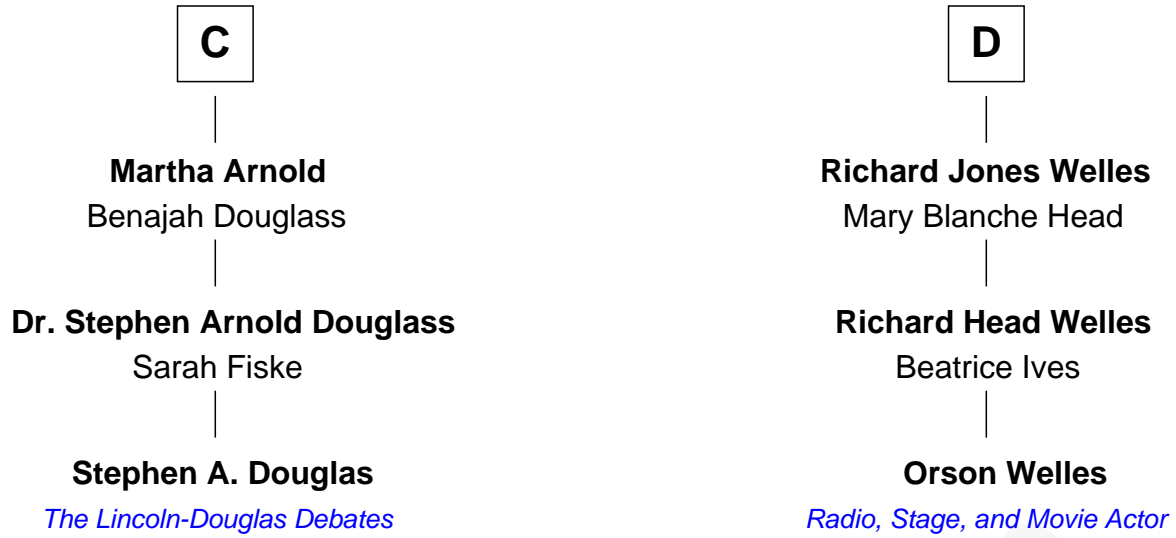 C
Martha Arnold
Benajah Douglass
Dr. Stephen Arnold Douglass
Sarah Fiske
Stephen A. Douglas
The Lincoln-Douglas Debates
D
Richard Jones Welles
Mary Blanche Head
Richard Head Welles
Beatrice Ives
Orson Welles
Radio, Stage, and Movie Actor